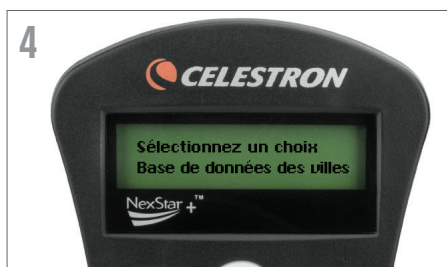 4
CELESTRON
Sélectionnez un choix
Base de données des villes
NexStar +™